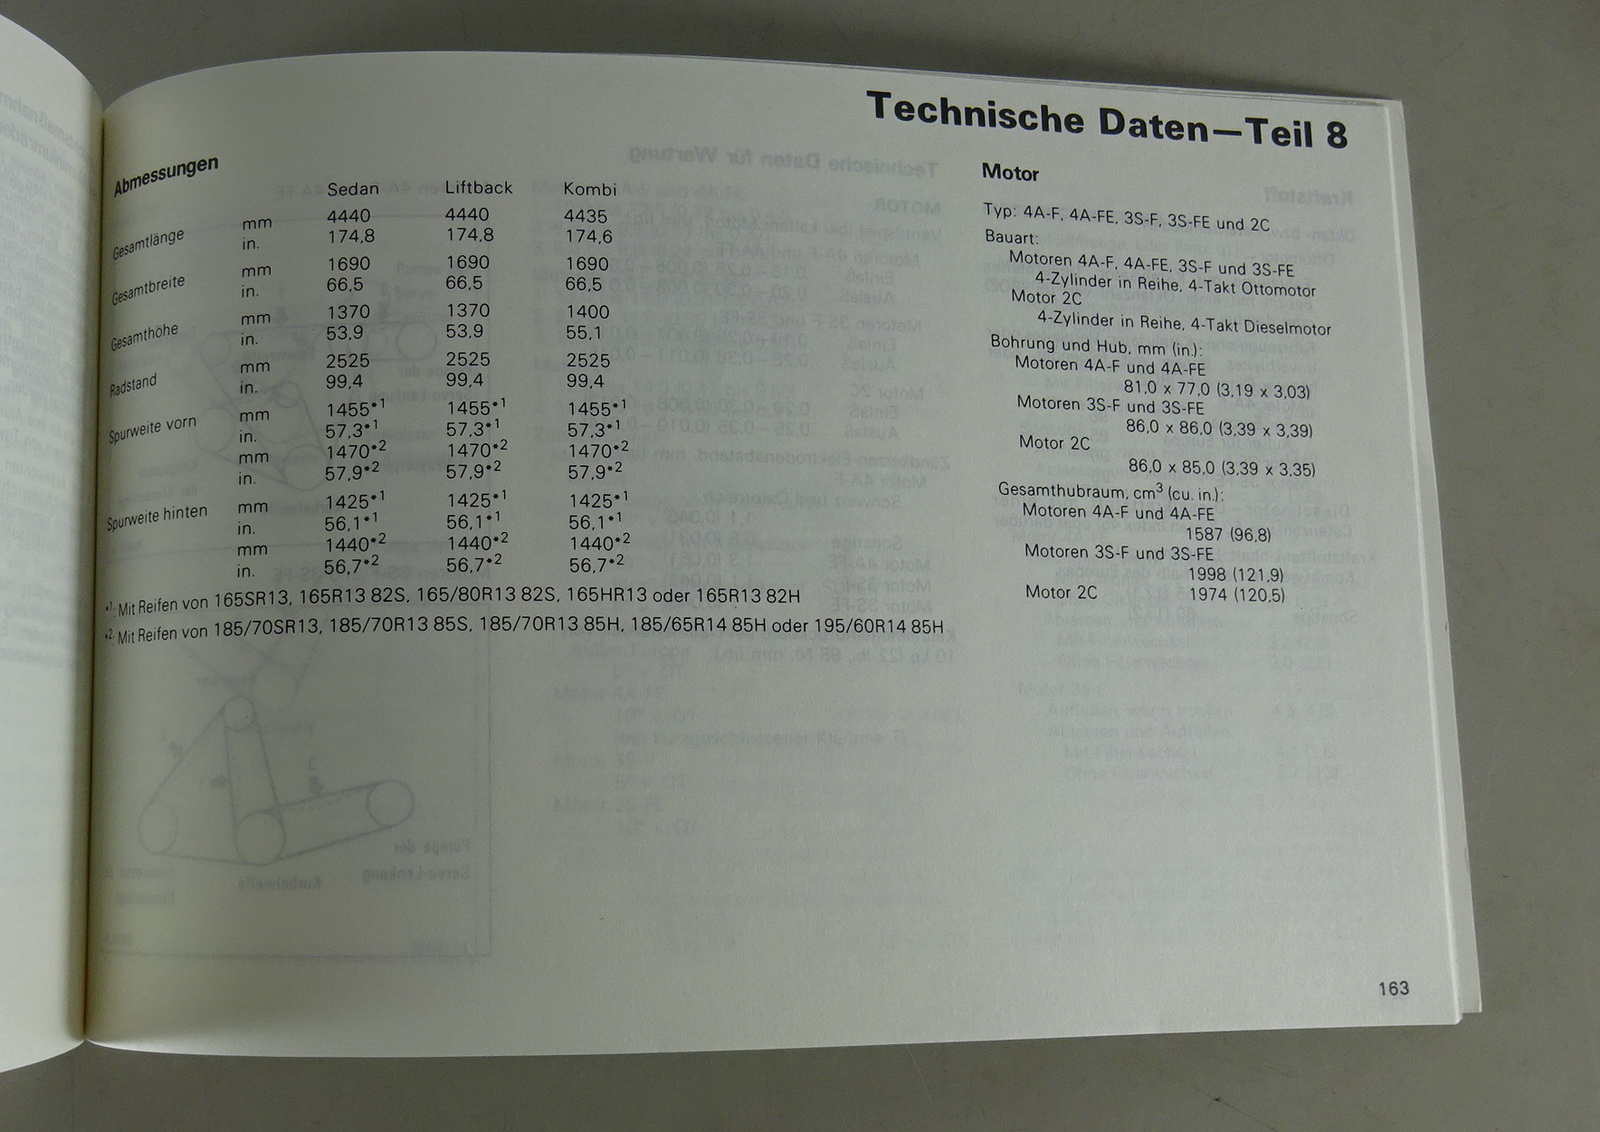 Technische Daten—Teil 8
Abmessungen
Sedan Liftback Kombi
Gesamtlänge mm 4440 4440 4435
in. 174,8 174,8 174,6
Gesamtbreite mm 1690 1690 1690
in. 66,5 66,5 66,5
Gesamthöhe mm 1370 1370 1400
in. 53,9 53,9 55,1
Radstand mm 2525 2525 2525
in. 99,4 99,4 99,4
Spurweite vorn mm 1455*1 1455*1 1455*1
in. 57,3*1 57,3*1 57,3*1
mm 1470*2 1470*2 1470*2
in. 57,9*2 57,9*2 57,9*2
Spurweite hinten mm 1425*1 1425*1 1425*1
in. 56,1*1 56,1*1 56,1*1
mm 1440*2 1440*2 1440*2
in. 56,7*2 56,7*2 56,7*2
*1: Mit Reifen von 165SR13, 165R13 82S, 165/80R13 82S, 165HR13 oder 165R13 82H
*2: Mit Reifen von 185/70SR13, 185/70R13 85S, 185/70R13 85H, 185/65R14 85H oder 195/60R14 85H
Motor
Typ: 4A-F, 4A-FE, 3S-F, 3S-FE und 2C
Bauart:
Motoren 4A-F, 4A-FE, 3S-F und 3S-FE
4-Zylinder in Reihe, 4-Takt Ottomotor
Motor 2C
4-Zylinder in Reihe, 4-Takt Dieselmotor
Bohrung und Hub, mm (in.):
Motoren 4A-F und 4A-FE
81,0 x 77,0 (3,19 x 3,03)
Motoren 3S-F und 3S-FE
86,0 x 86,0 (3,39 x 3,39)
Motor 2C
86,0 x 85,0 (3,39 x 3,35)
Gesamthubraum, cm³ (cu. in.):
Motoren 4A-F und 4A-FE
1587 (96,8)
Motoren 3S-F und 3S-FE
1998 (121,9)
Motor 2C 1974 (120,5)
163